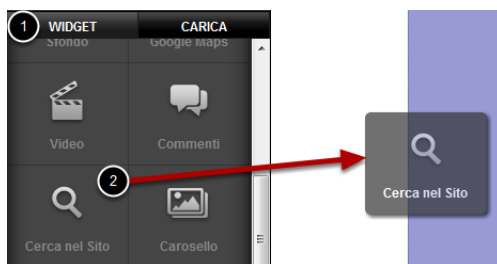 1 WIDGET CARICA
Sfondo Google Maps
Video Commenti
2
Cerca nel Sito Carosello
Cerca nel Sito